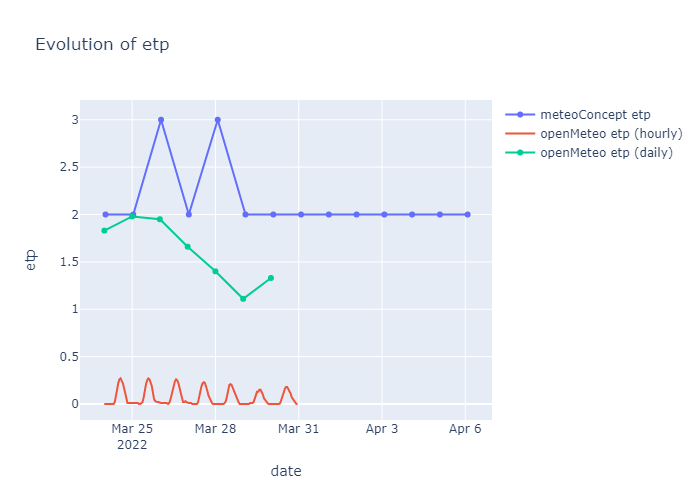 Evolution of etp
meteoConcept etp
openMeteo etp (hourly)
openMeteo etp (daily)
3
2.5
2
1.5
1
0.5
0
etp
Mar 25
2022
Mar 28
Mar 31
Apr 3
Apr 6
date